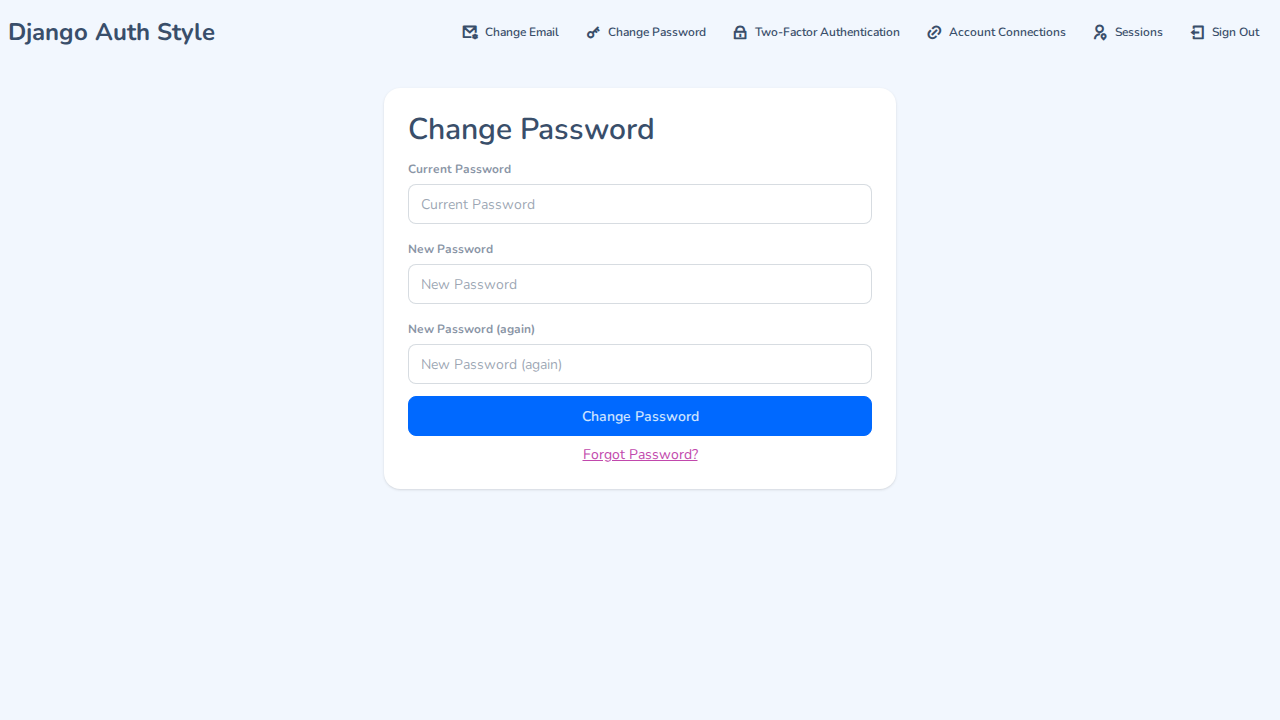 Django Auth Style
Change Email
Change Password
Two-Factor Authentication
Account Connections
Sessions
Sign Out
Change Password
Current Password
Current Password
New Password
New Password
New Password (again)
New Password (again)
Change Password
Forgot Password?